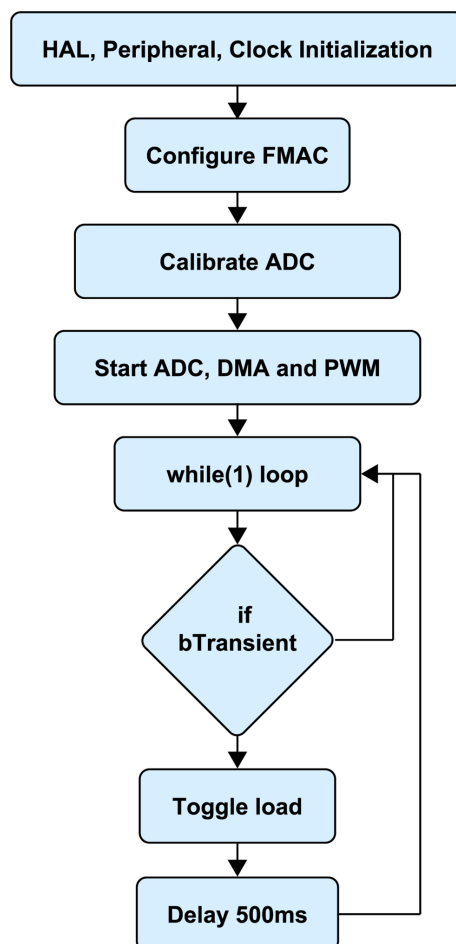 HAL, Peripheral, Clock Initialization
Configure FMAC
Calibrate ADC
Start ADC, DMA and PWM
while(1) loop
if
bTransient
Toggle load
Delay 500ms